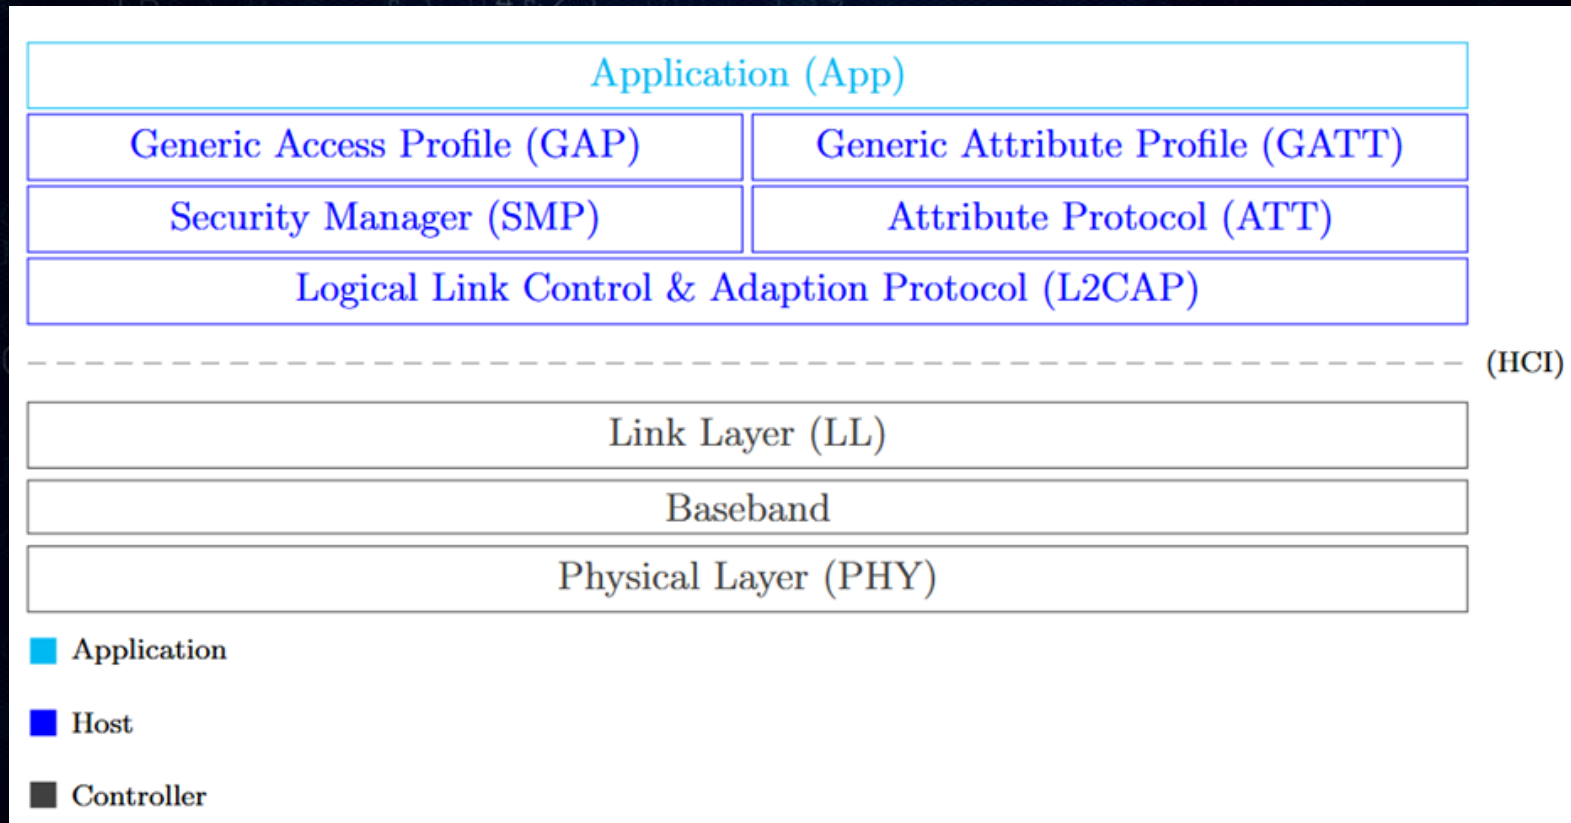 Application (App)
Generic Access Profile (GAP)
Generic Attribute Profile (GATT)
Security Manager (SMP)
Attribute Protocol (ATT)
Logical Link Control & Adaption Protocol (L2CAP)
(HCI)
Link Layer (LL)
Baseband
Physical Layer (PHY)
Application
Host
Controller